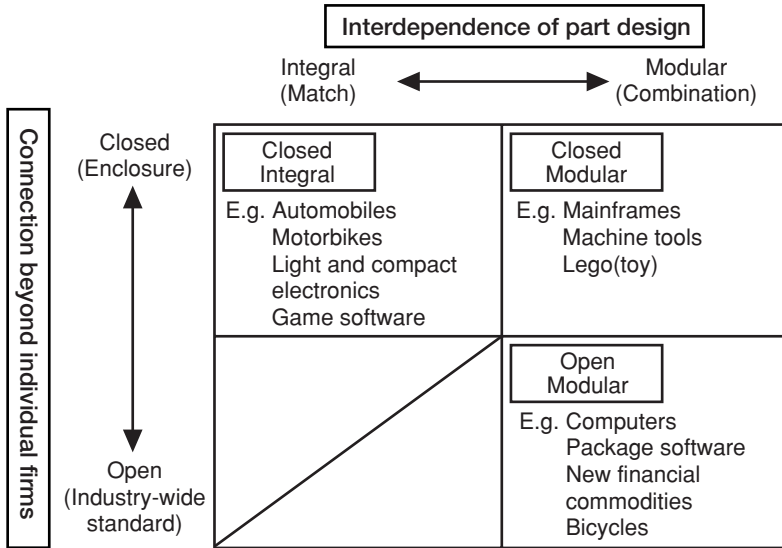 Interdependence of part design
Integral
(Match)
Modular
(Combination)
Connection beyond individual firms
Closed
(Enclosure)
Open
(Industry-wide
standard)
Closed
Integral
E.g. Automobiles
Motorbikes
Light and compact
electronics
Game software
Closed
Modular
E.g. Mainframes
Machine tools
Lego(toy)
Open
Modular
E.g. Computers
Package software
New financial
commodities
Bicycles